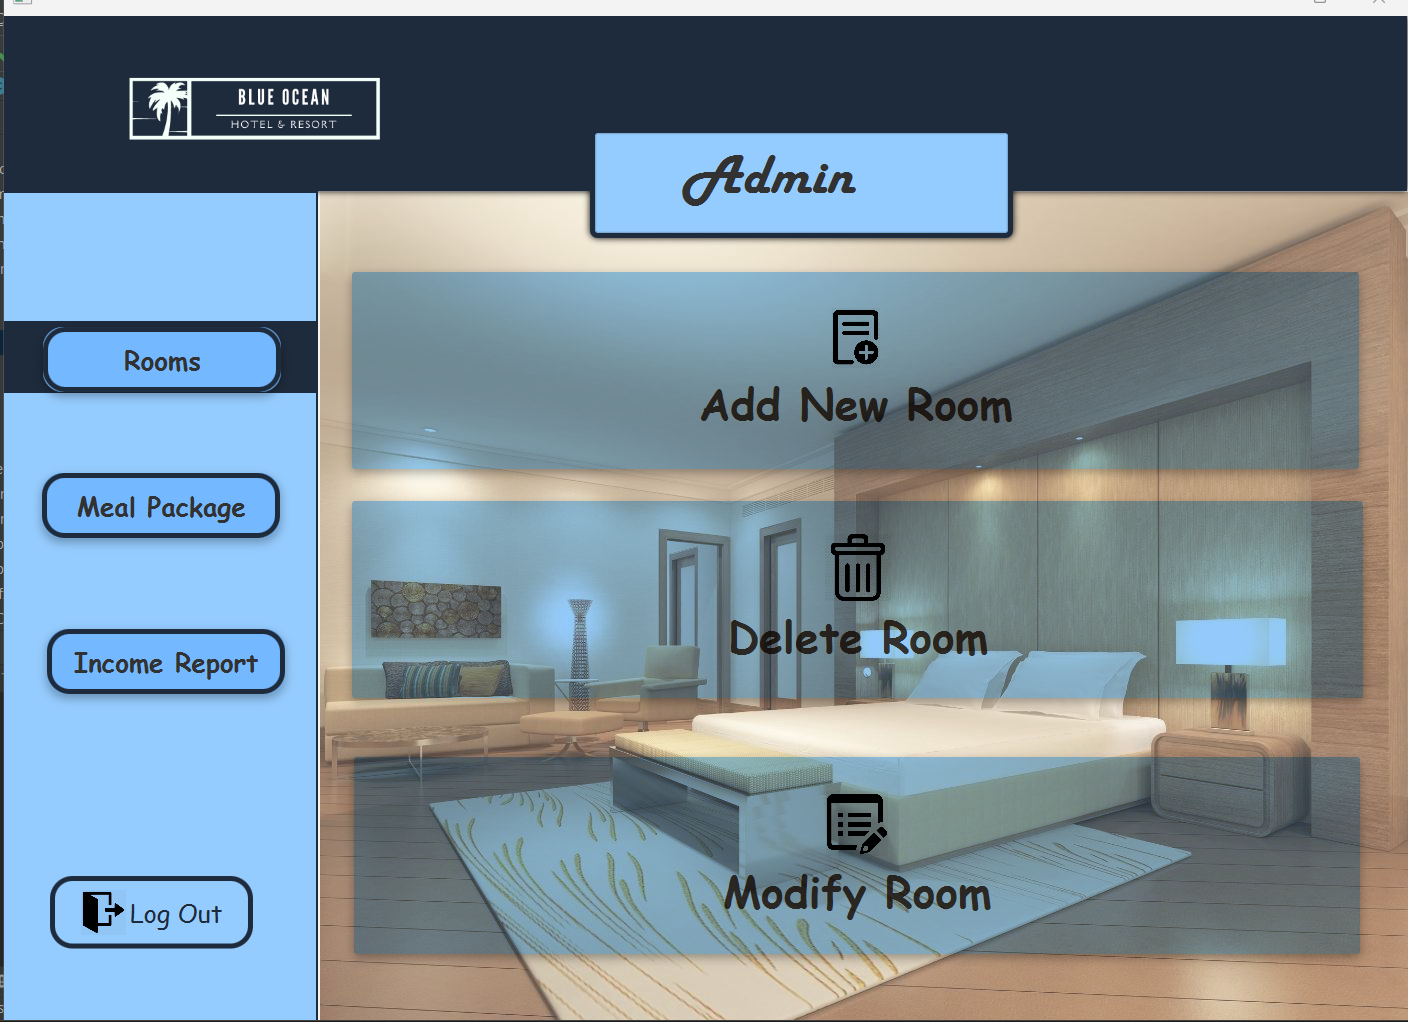 BLUE OCEAN
HOTEL & RESORT
Admin
Rooms
Meal Package
Income Report
Log Out
Add New Room
Delete Room
Modify Room